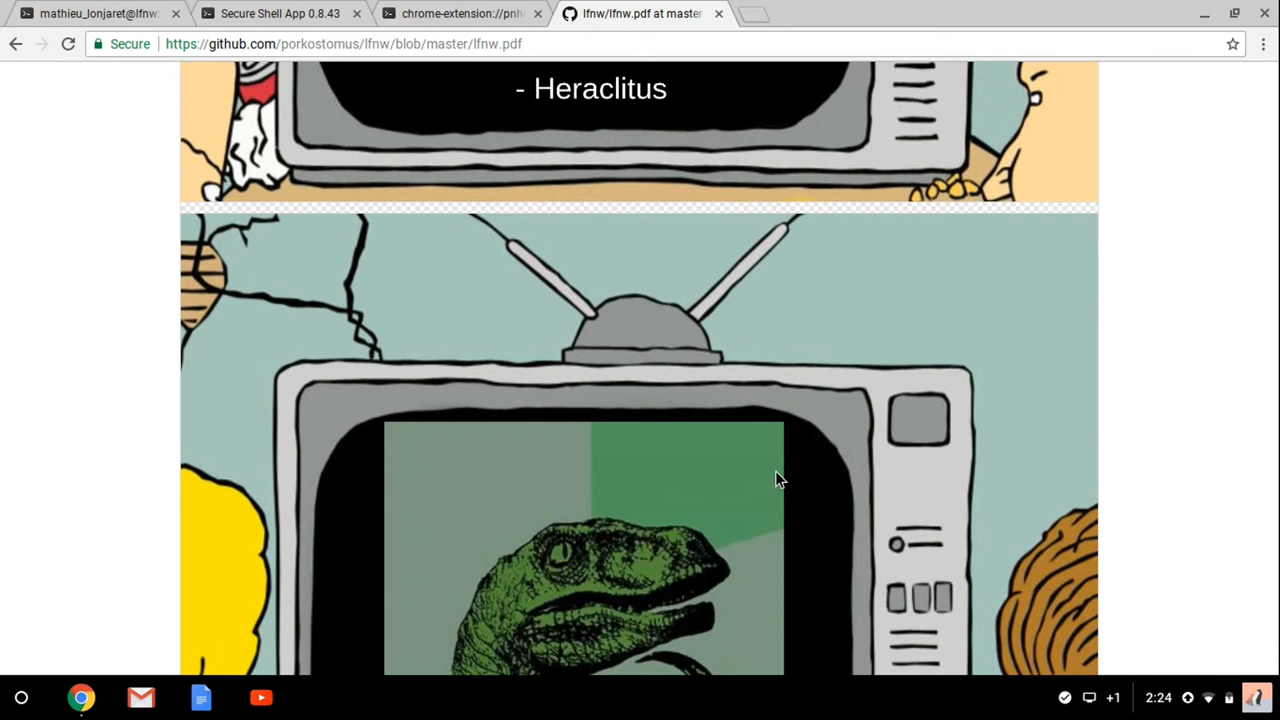 mathieu_lonjaret@lfnw:
Secure Shell App 0.8.43
chrome-extension://pnh
lfnw/lfnw.pdf at master
Secure
https://github.com/porkostomus/lfnw/blob/master/lfnw.pdf
- Heraclitus
+1
2:24